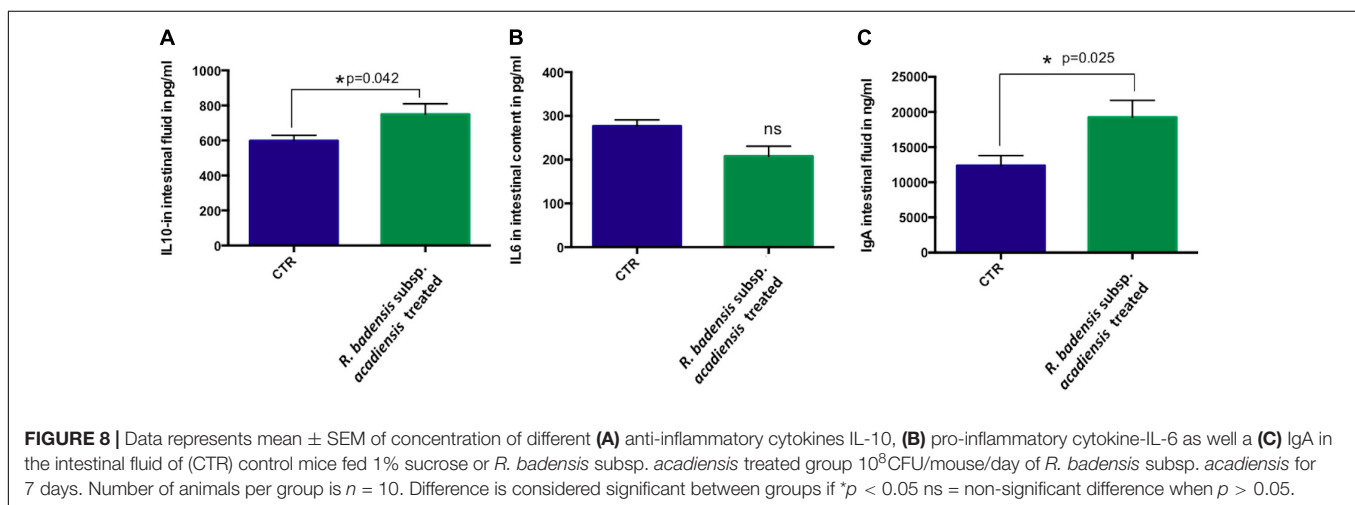 A
IL10-in intestinal fluid in pg/ml
1000
800
600
400
200
0
*p=0.042
CTR
R. badensis subsp.
acadiensis treated
B
IL6 in intestinal content in pg/ml
400
300
200
100
0
ns
CTR
R. badensis subsp.
acadiensis treated
C
IgA intestinal fluid in ng/ml
25000
20000
15000
10000
5000
0
* p=0.025
CTR
R. badensis subsp.
acadiensis treated
FIGURE 8 | Data represents mean ± SEM of concentration of different (A) anti-inflammatory cytokines IL-10, (B) pro-inflammatory cytokine-IL-6 as well a (C) IgA in
the intestinal fluid of (CTR) control mice fed 1% sucrose or R. badensis subsp. acadiensis treated group 10⁸CFU/mouse/day of R. badensis subsp. acadiensis for
7 days. Number of animals per group is n = 10. Difference is considered significant between groups if *p < 0.05 ns = non-significant difference when p > 0.05.